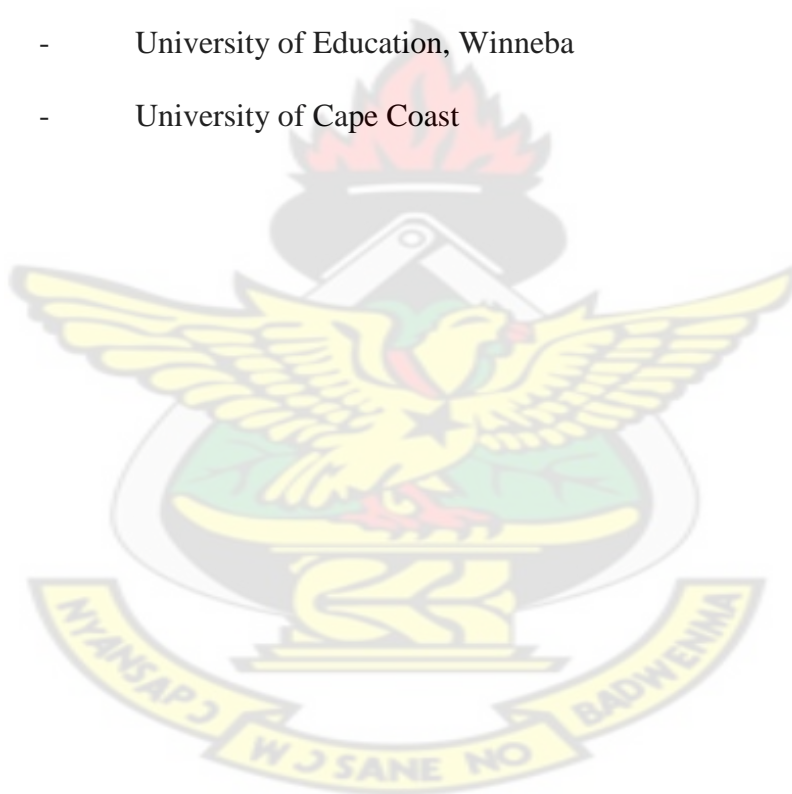 - University of Education, Winneba
- University of Cape Coast
NYANSAPƆ WƆSANE NO BADWENMA